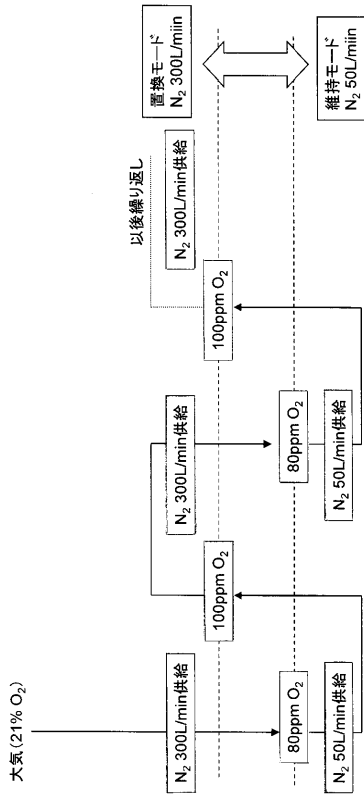 大気(21% O₂)
N₂ 300L/min供給
80ppm O₂
N₂ 50L/min供給
100ppm O₂
N₂ 300L/min供給
80ppm O₂
N₂ 50L/min供給
100ppm O₂
N₂ 300L/min供給
以後繰り返し
置換モード
N₂ 300L/min
維持モード
N₂ 50L/miin